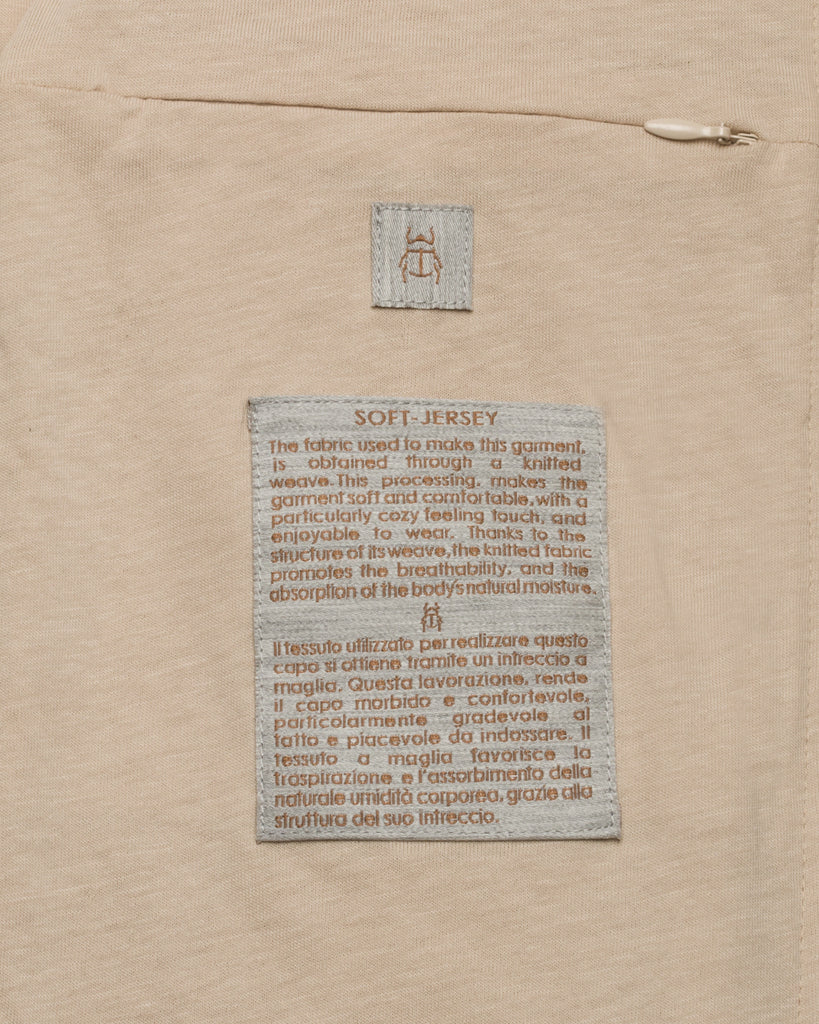 SOFT-JERSEY
The fabric used to make this garment,
is obtained through a knitted
weave. This processing, makes the
garment soft and comfortable, with a
particularly cozy feeling touch, and
enjoyable to wear. Thanks to the
structure of its weave, the knitted fabric
promotes the breathability, and the
absorption of the body's natural moisture.
Il tessuto utilizzato per realizzare questo
capo si ottiene tramite un intreccio a
maglia. Questa lavorazione, rende
il capo morbido e confortevole,
particolarmente gradevole al
tatto e piacevole da indossare. Il
tessuto a maglia favorisce la
traspirazione e l'assorbimento della
naturale umidità corporea, grazie alla
struttura del suo intreccio.